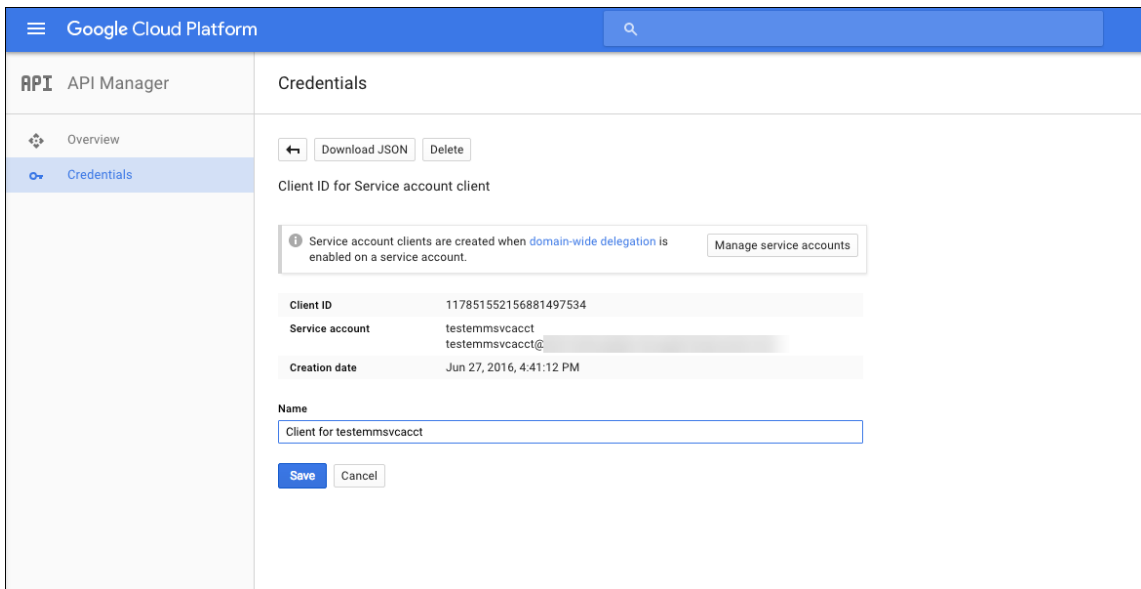 Google Cloud Platform
API API Manager
Credentials
Overview
Credentials
Download JSON
Delete
Client ID for Service account client
Service account clients are created when domain-wide delegation is
enabled on a service account.
Manage service accounts
Client ID 117851552156881497534
Service account testemmsvcacct
testemmsvcacct@
Creation date Jun 27, 2016, 4:41:12 PM
Name
Client for testemmsvcacct
Save
Cancel